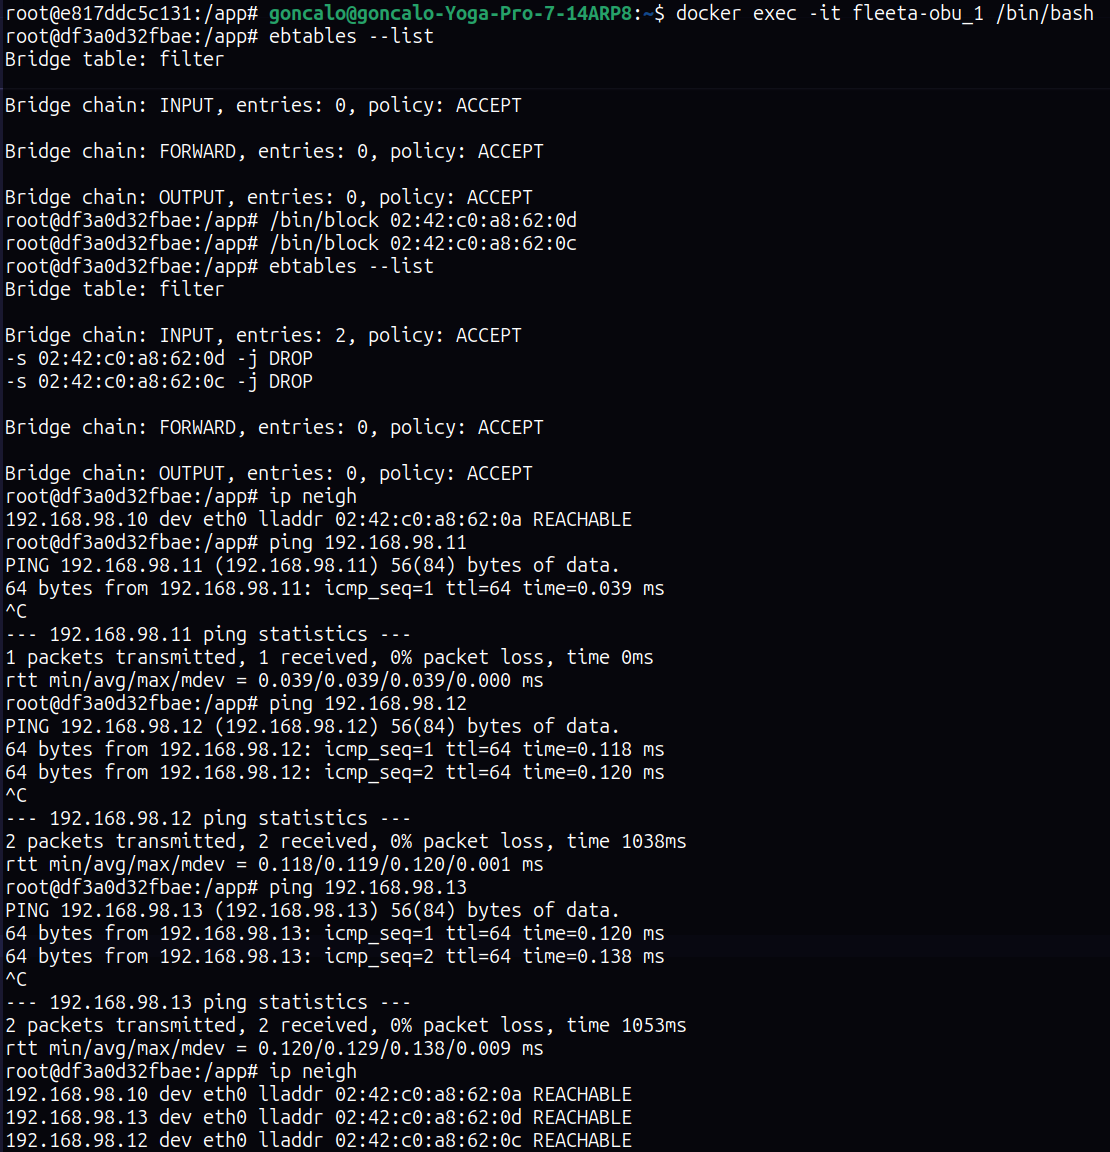 root@e817ddc5c131:/app# goncalo@goncalo-Yoga-Pro-7-14ARP8:~$ docker exec -it fleeta-obu_1 /bin/bash
root@df3a0d32fbae:/app# ebtables --list
Bridge table: filter
Bridge chain: INPUT, entries: 0, policy: ACCEPT
Bridge chain: FORWARD, entries: 0, policy: ACCEPT
Bridge chain: OUTPUT, entries: 0, policy: ACCEPT
root@df3a0d32fbae:/app# /bin/block 02:42:c0:a8:62:0d
root@df3a0d32fbae:/app# /bin/block 02:42:c0:a8:62:0c
root@df3a0d32fbae:/app# ebtables --list
Bridge table: filter
Bridge chain: INPUT, entries: 2, policy: ACCEPT
-s 02:42:c0:a8:62:0d -j DROP
-s 02:42:c0:a8:62:0c -j DROP
Bridge chain: FORWARD, entries: 0, policy: ACCEPT
Bridge chain: OUTPUT, entries: 0, policy: ACCEPT
root@df3a0d32fbae:/app# ip neigh
192.168.98.10 dev eth0 lladdr 02:42:c0:a8:62:0a REACHABLE
root@df3a0d32fbae:/app# ping 192.168.98.11
PING 192.168.98.11 (192.168.98.11) 56(84) bytes of data.
64 bytes from 192.168.98.11: icmp_seq=1 ttl=64 time=0.039 ms
^C
--- 192.168.98.11 ping statistics ---
1 packets transmitted, 1 received, 0% packet loss, time 0ms
rtt min/avg/max/mdev = 0.039/0.039/0.039/0.000 ms
root@df3a0d32fbae:/app# ping 192.168.98.12
PING 192.168.98.12 (192.168.98.12) 56(84) bytes of data.
64 bytes from 192.168.98.12: icmp_seq=1 ttl=64 time=0.118 ms
64 bytes from 192.168.98.12: icmp_seq=2 ttl=64 time=0.120 ms
^C
--- 192.168.98.12 ping statistics ---
2 packets transmitted, 2 received, 0% packet loss, time 1038ms
rtt min/avg/max/mdev = 0.118/0.119/0.120/0.001 ms
root@df3a0d32fbae:/app# ping 192.168.98.13
PING 192.168.98.13 (192.168.98.13) 56(84) bytes of data.
64 bytes from 192.168.98.13: icmp_seq=1 ttl=64 time=0.120 ms
64 bytes from 192.168.98.13: icmp_seq=2 ttl=64 time=0.138 ms
^C
--- 192.168.98.13 ping statistics ---
2 packets transmitted, 2 received, 0% packet loss, time 1053ms
rtt min/avg/max/mdev = 0.120/0.129/0.138/0.009 ms
root@df3a0d32fbae:/app# ip neigh
192.168.98.10 dev eth0 lladdr 02:42:c0:a8:62:0a REACHABLE
192.168.98.13 dev eth0 lladdr 02:42:c0:a8:62:0d REACHABLE
192.168.98.12 dev eth0 lladdr 02:42:c0:a8:62:0c REACHABLE